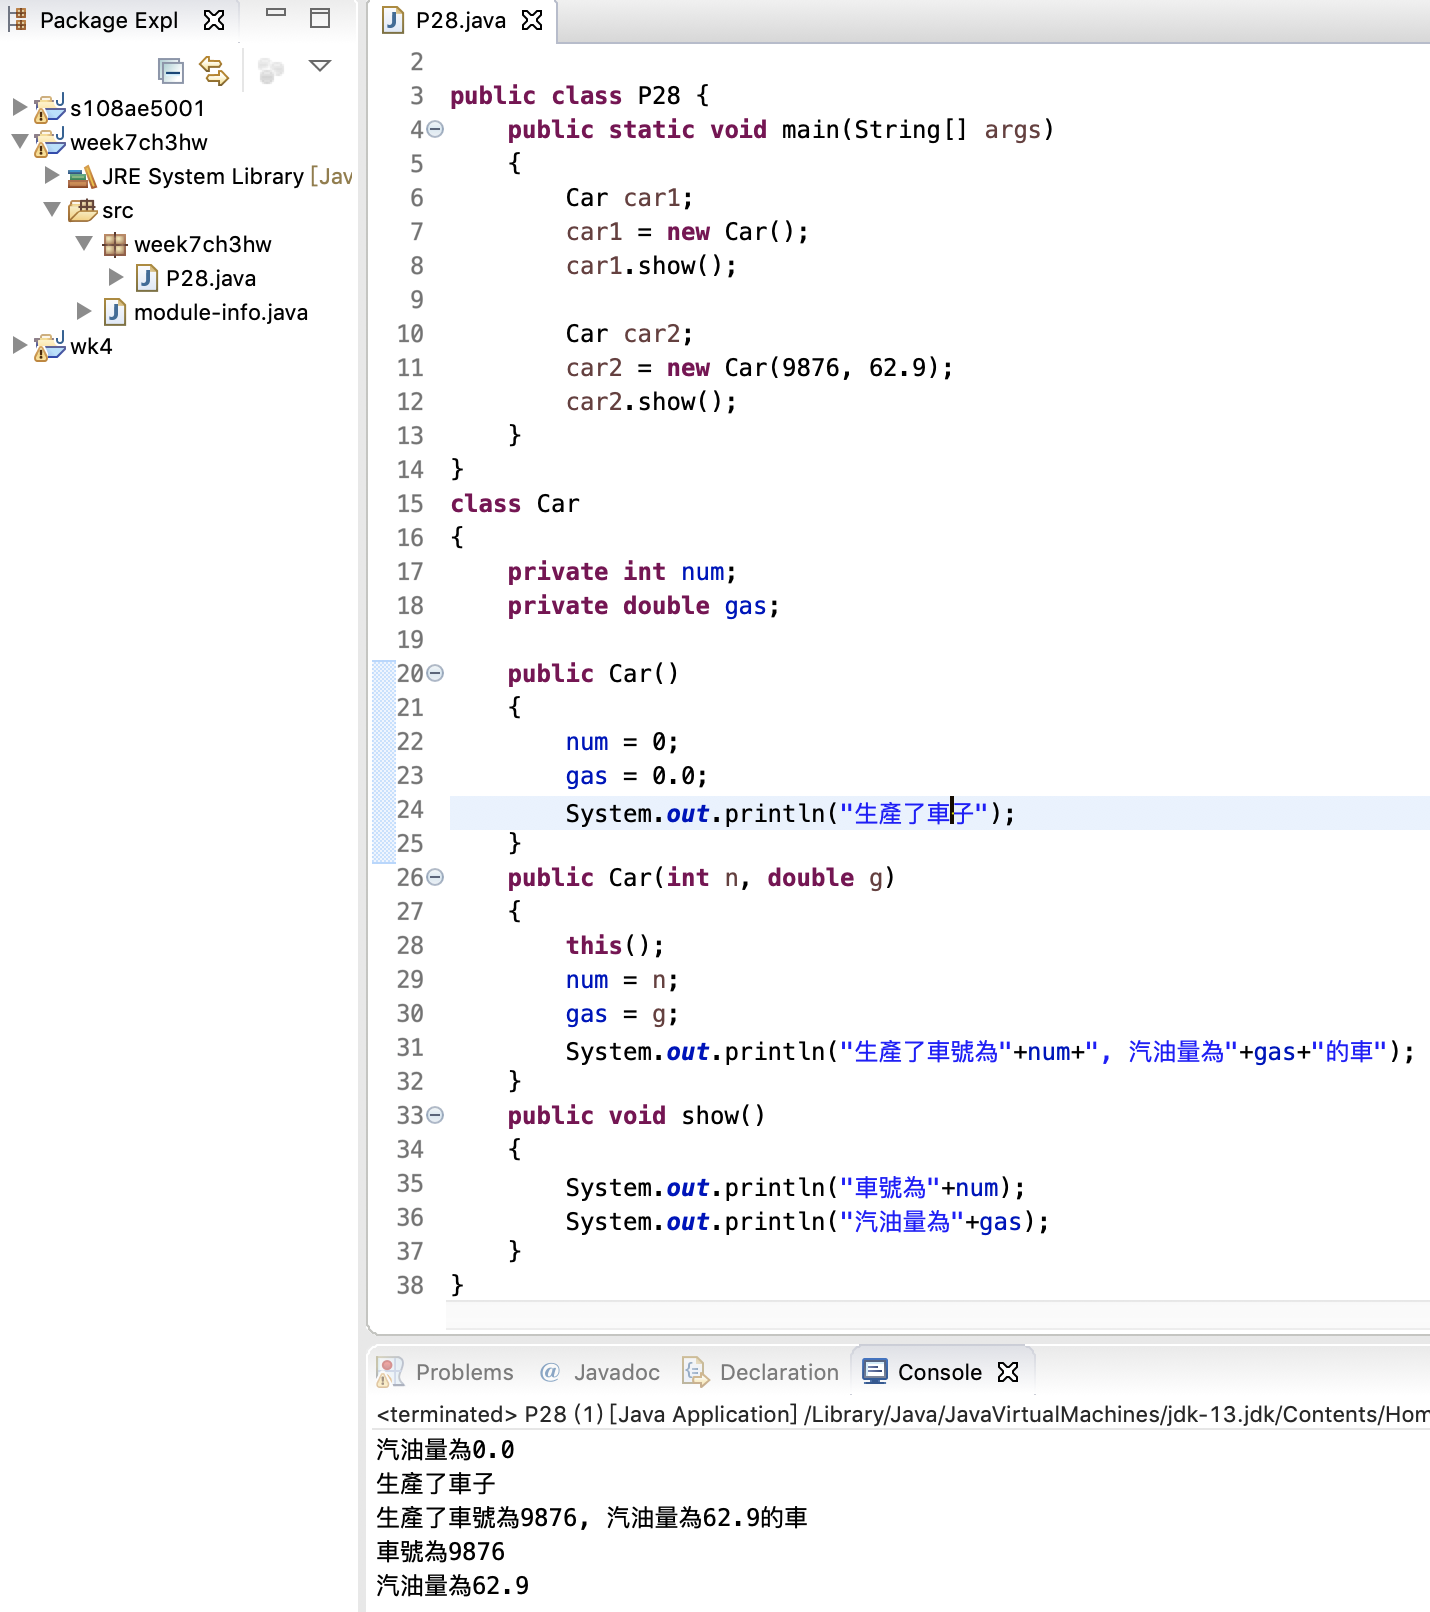 Package Expl
s108ae5001
week7ch3hw
JRE System Library [Jav
src
week7ch3hw
P28.java
module-info.java
wk4
P28.java
2
3 public class P28 {
4 public static void main(String[] args)
5 {
6 Car car1;
7 car1 = new Car();
8 car1.show();
9
10 Car car2;
11 car2 = new Car(9876, 62.9);
12 car2.show();
13 }
14 }
15 class Car
16 {
17 private int num;
18 private double gas;
19
20 public Car()
21 {
22 num = 0;
23 gas = 0.0;
24 System.out.println("生產了車子");
25 }
26 public Car(int n, double g)
27 {
28 this();
29 num = n;
30 gas = g;
31 System.out.println("生產了車號為"+num+", 汽油量為"+gas+"的車");
32 }
33 public void show()
34 {
35 System.out.println("車號為"+num);
36 System.out.println("汽油量為"+gas);
37 }
38 }
Problems @ Javadoc Declaration Console
<terminated> P28 (1) [Java Application] /Library/Java/JavaVirtualMachines/jdk-13.jdk/Contents/Hom
汽油量為0.0
生產了車子
生產了車號為9876, 汽油量為62.9的車
車號為9876
汽油量為62.9